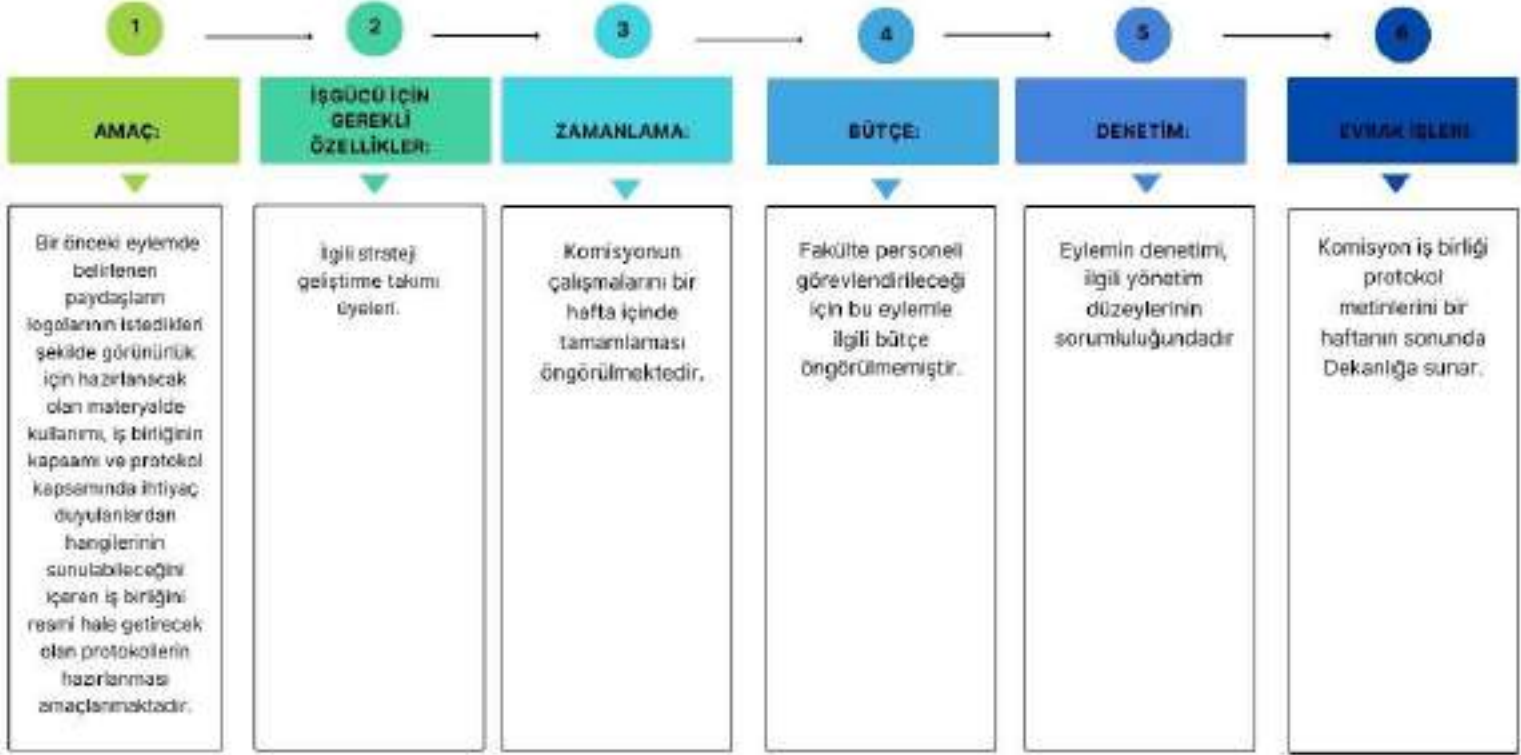 1
2
3
4
5
6
AMAÇ:
İŞGÜCÜ İÇİN
GEREKLİ
ÖZELLİKLER:
ZAMANLAMA:
BÜTÇE:
DENETİM:
EVRAK İŞLERİ:
Bir önceki eylemde
belirlenen
paydaşların
logolarının istedikleri
şekilde görünürlük
için hazırlanacak
olan materyalde
kullanımı, iş birliğinin
kapsamı ve protokol
kapsamında ihtiyaç
duyulanlardan
hangilerinin
sunulabileceğini
içeren iş birliğini
resmi hale getirecek
olan protokollerin
hazırlanması
amaçlanmaktadır.
İlgili strateji
geliştirme takımı
üyeleri.
Komisyonun
çalışmalarını bir
hafta içinde
tamamlaması
öngörülmektedir.
Fakülte personeli
görevlendirileceği
için bu eylemle
ilgili bütçe
öngörülmemiştir.
Eylemin denetimi,
ilgili yönetim
düzeylerinin
sorumluluğundadır
Komisyon iş birliği
protokol
metinlerini bir
haftanın sonunda
Dekanlığa sunar.